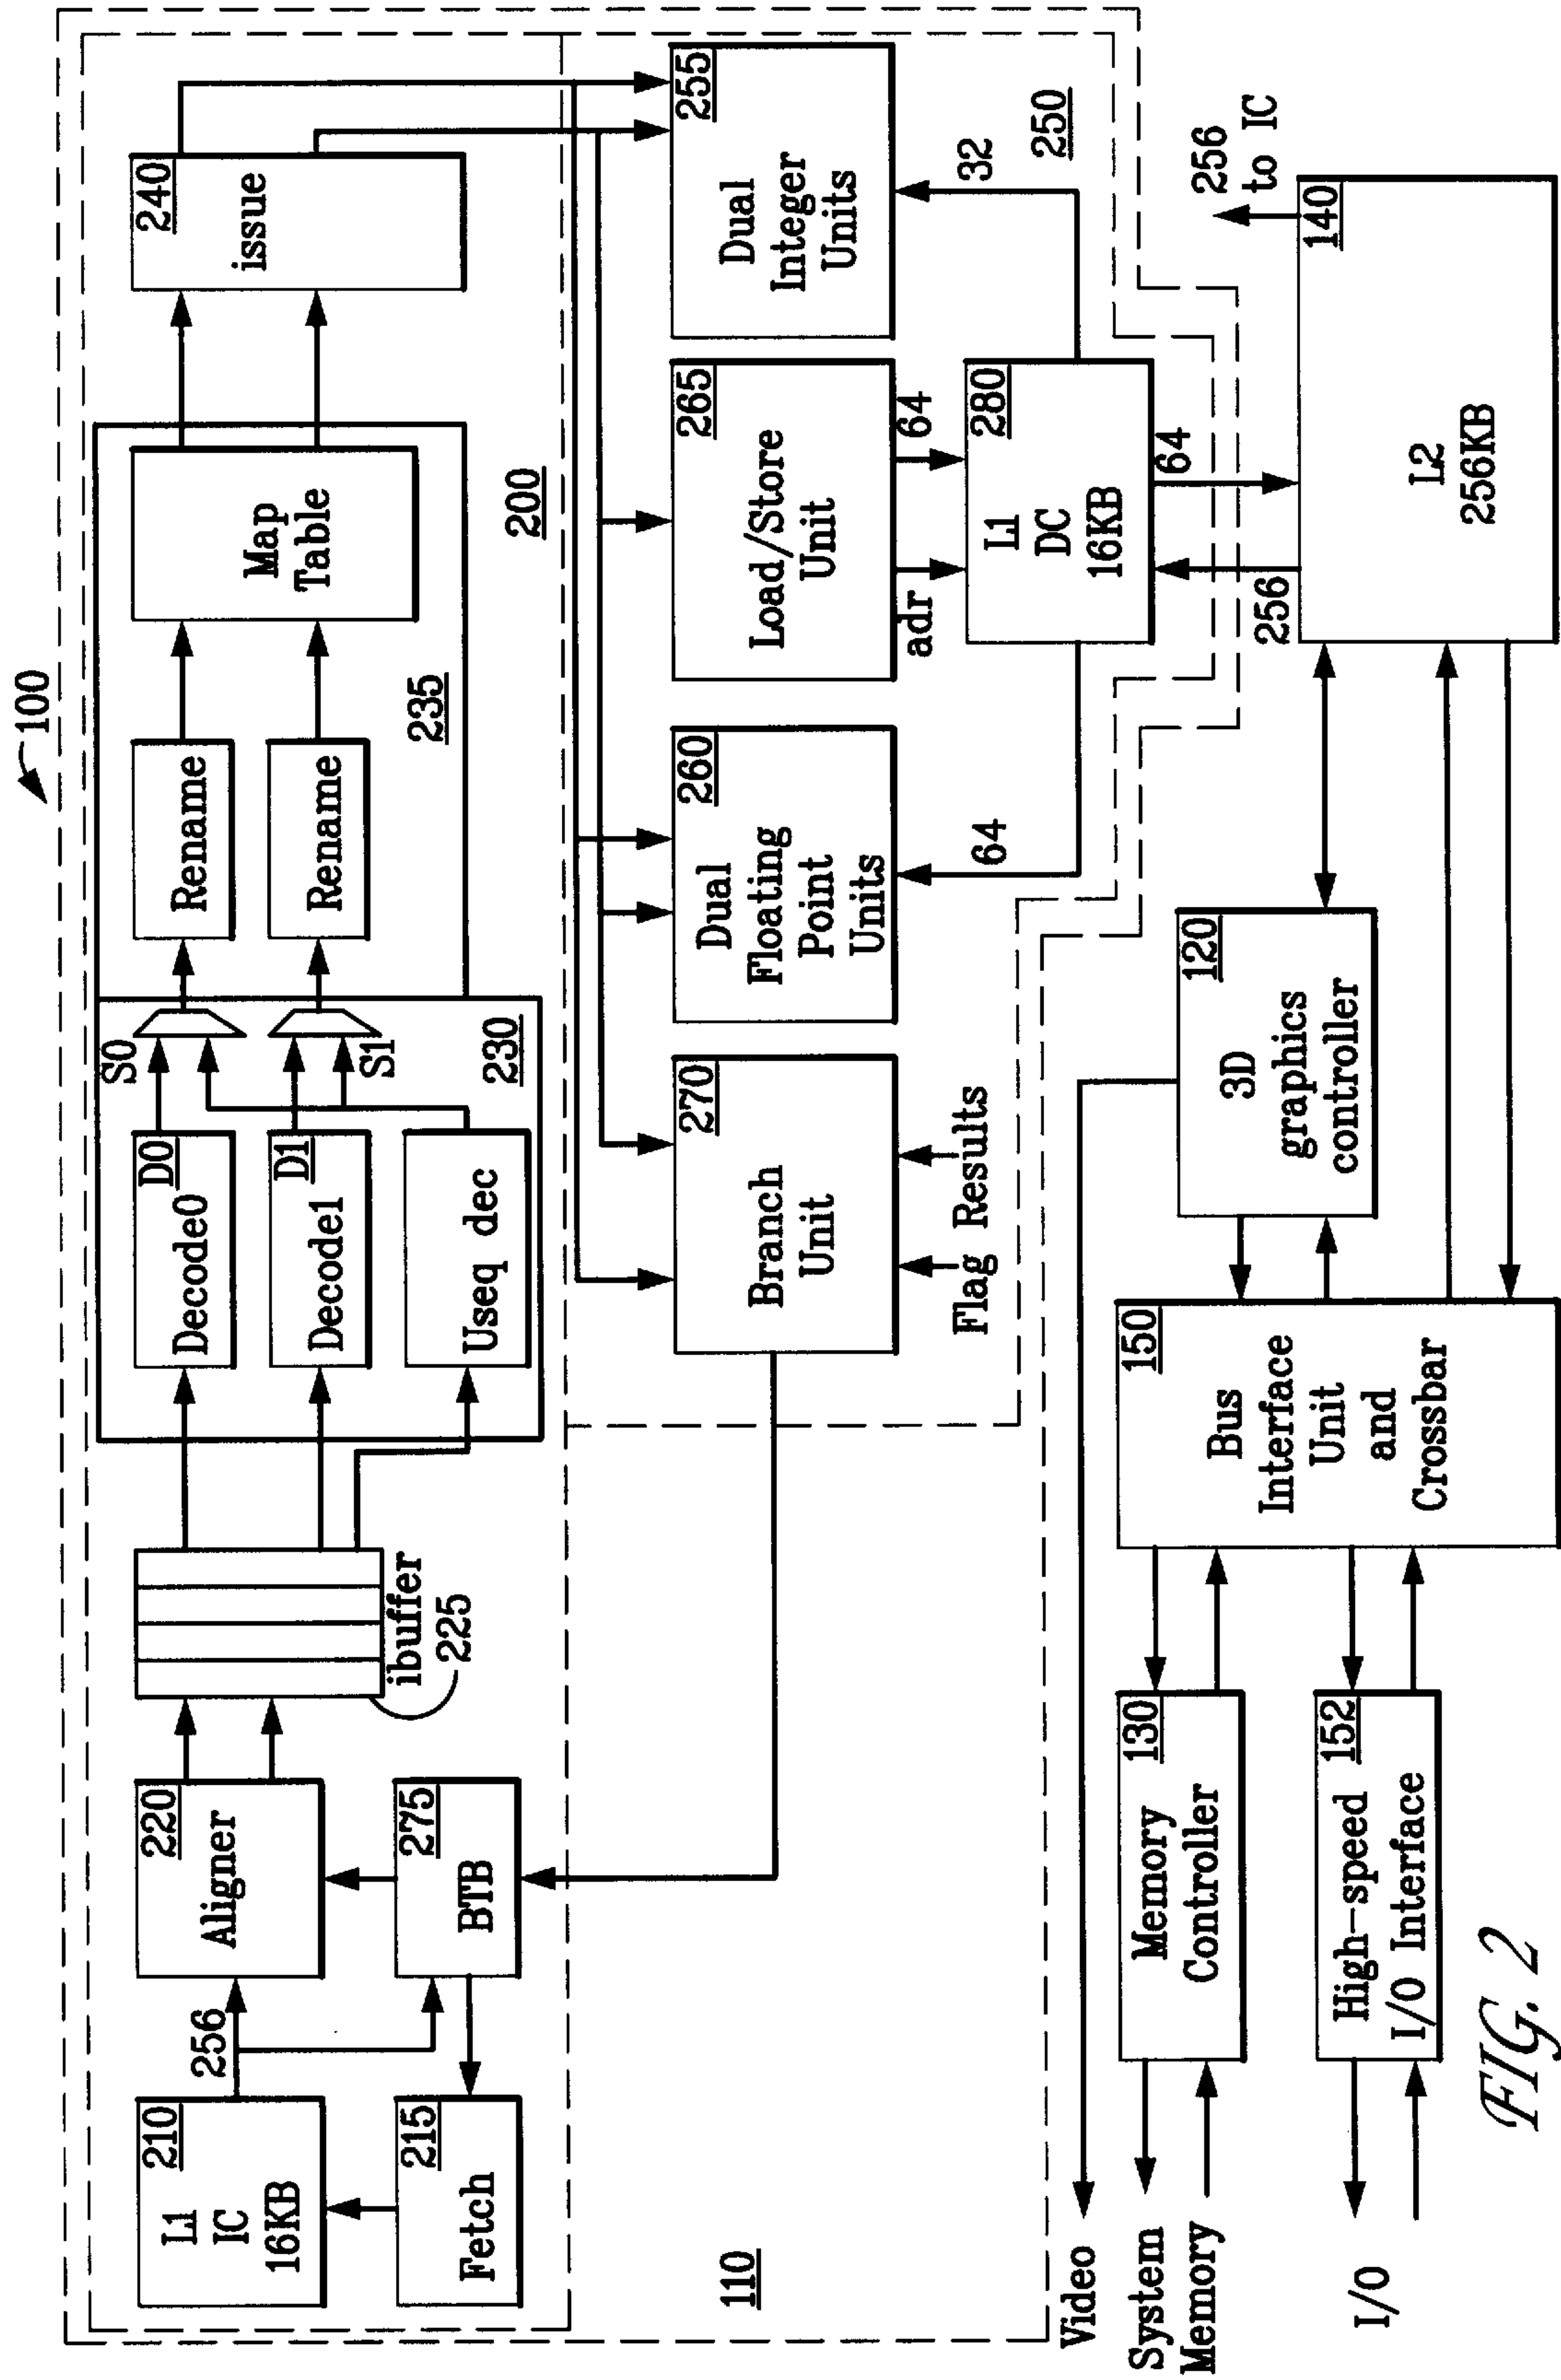 100
210
L1
IC
16KB
215
Fetch
256
220
Aligner
275
BTB
ibuffer
225
D0
Decode0
D1
Decode1
Useq dec
S0
S1
230
Rename
Rename
235
Map
Table
240
issue
200
110
270
Branch
Unit
Flag Results
260
Dual
Floating
Point
Units
64
265
Load/Store
Unit
adr
64
255
Dual
Integer
Units
32
250
280
L1
DC
16KB
256
64
256
to IC
140
L2
256KB
120
3D
graphics
controller
150
Bus
Interface
Unit
and
Crossbar
130
Memory
Controller
152
High-speed
I/O Interface
Video
System
Memory
I/O
FIG. 2